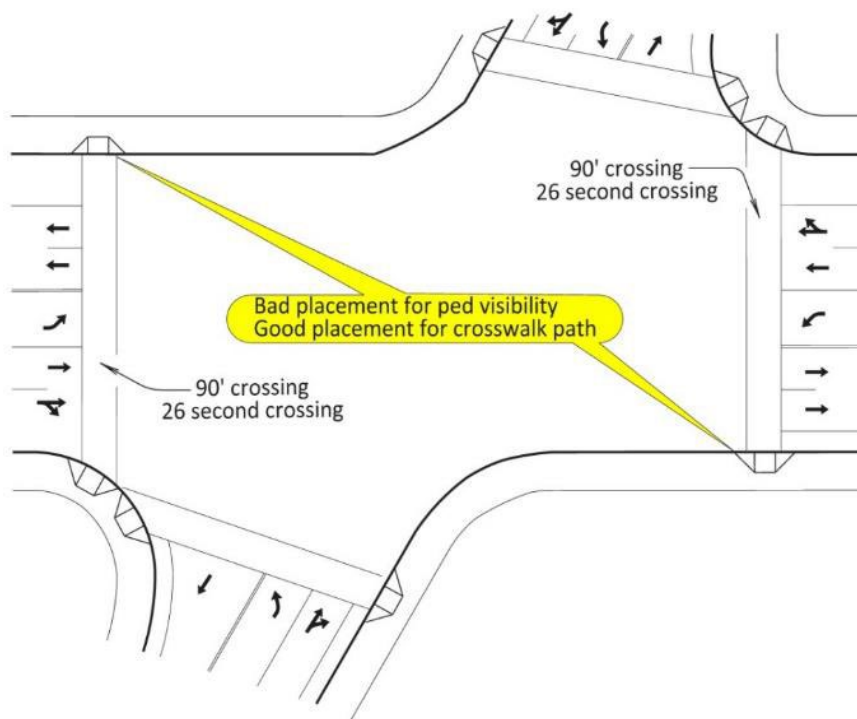 90' crossing
26 second crossing
Bad placement for ped visibility
Good placement for crosswalk path
90' crossing
26 second crossing